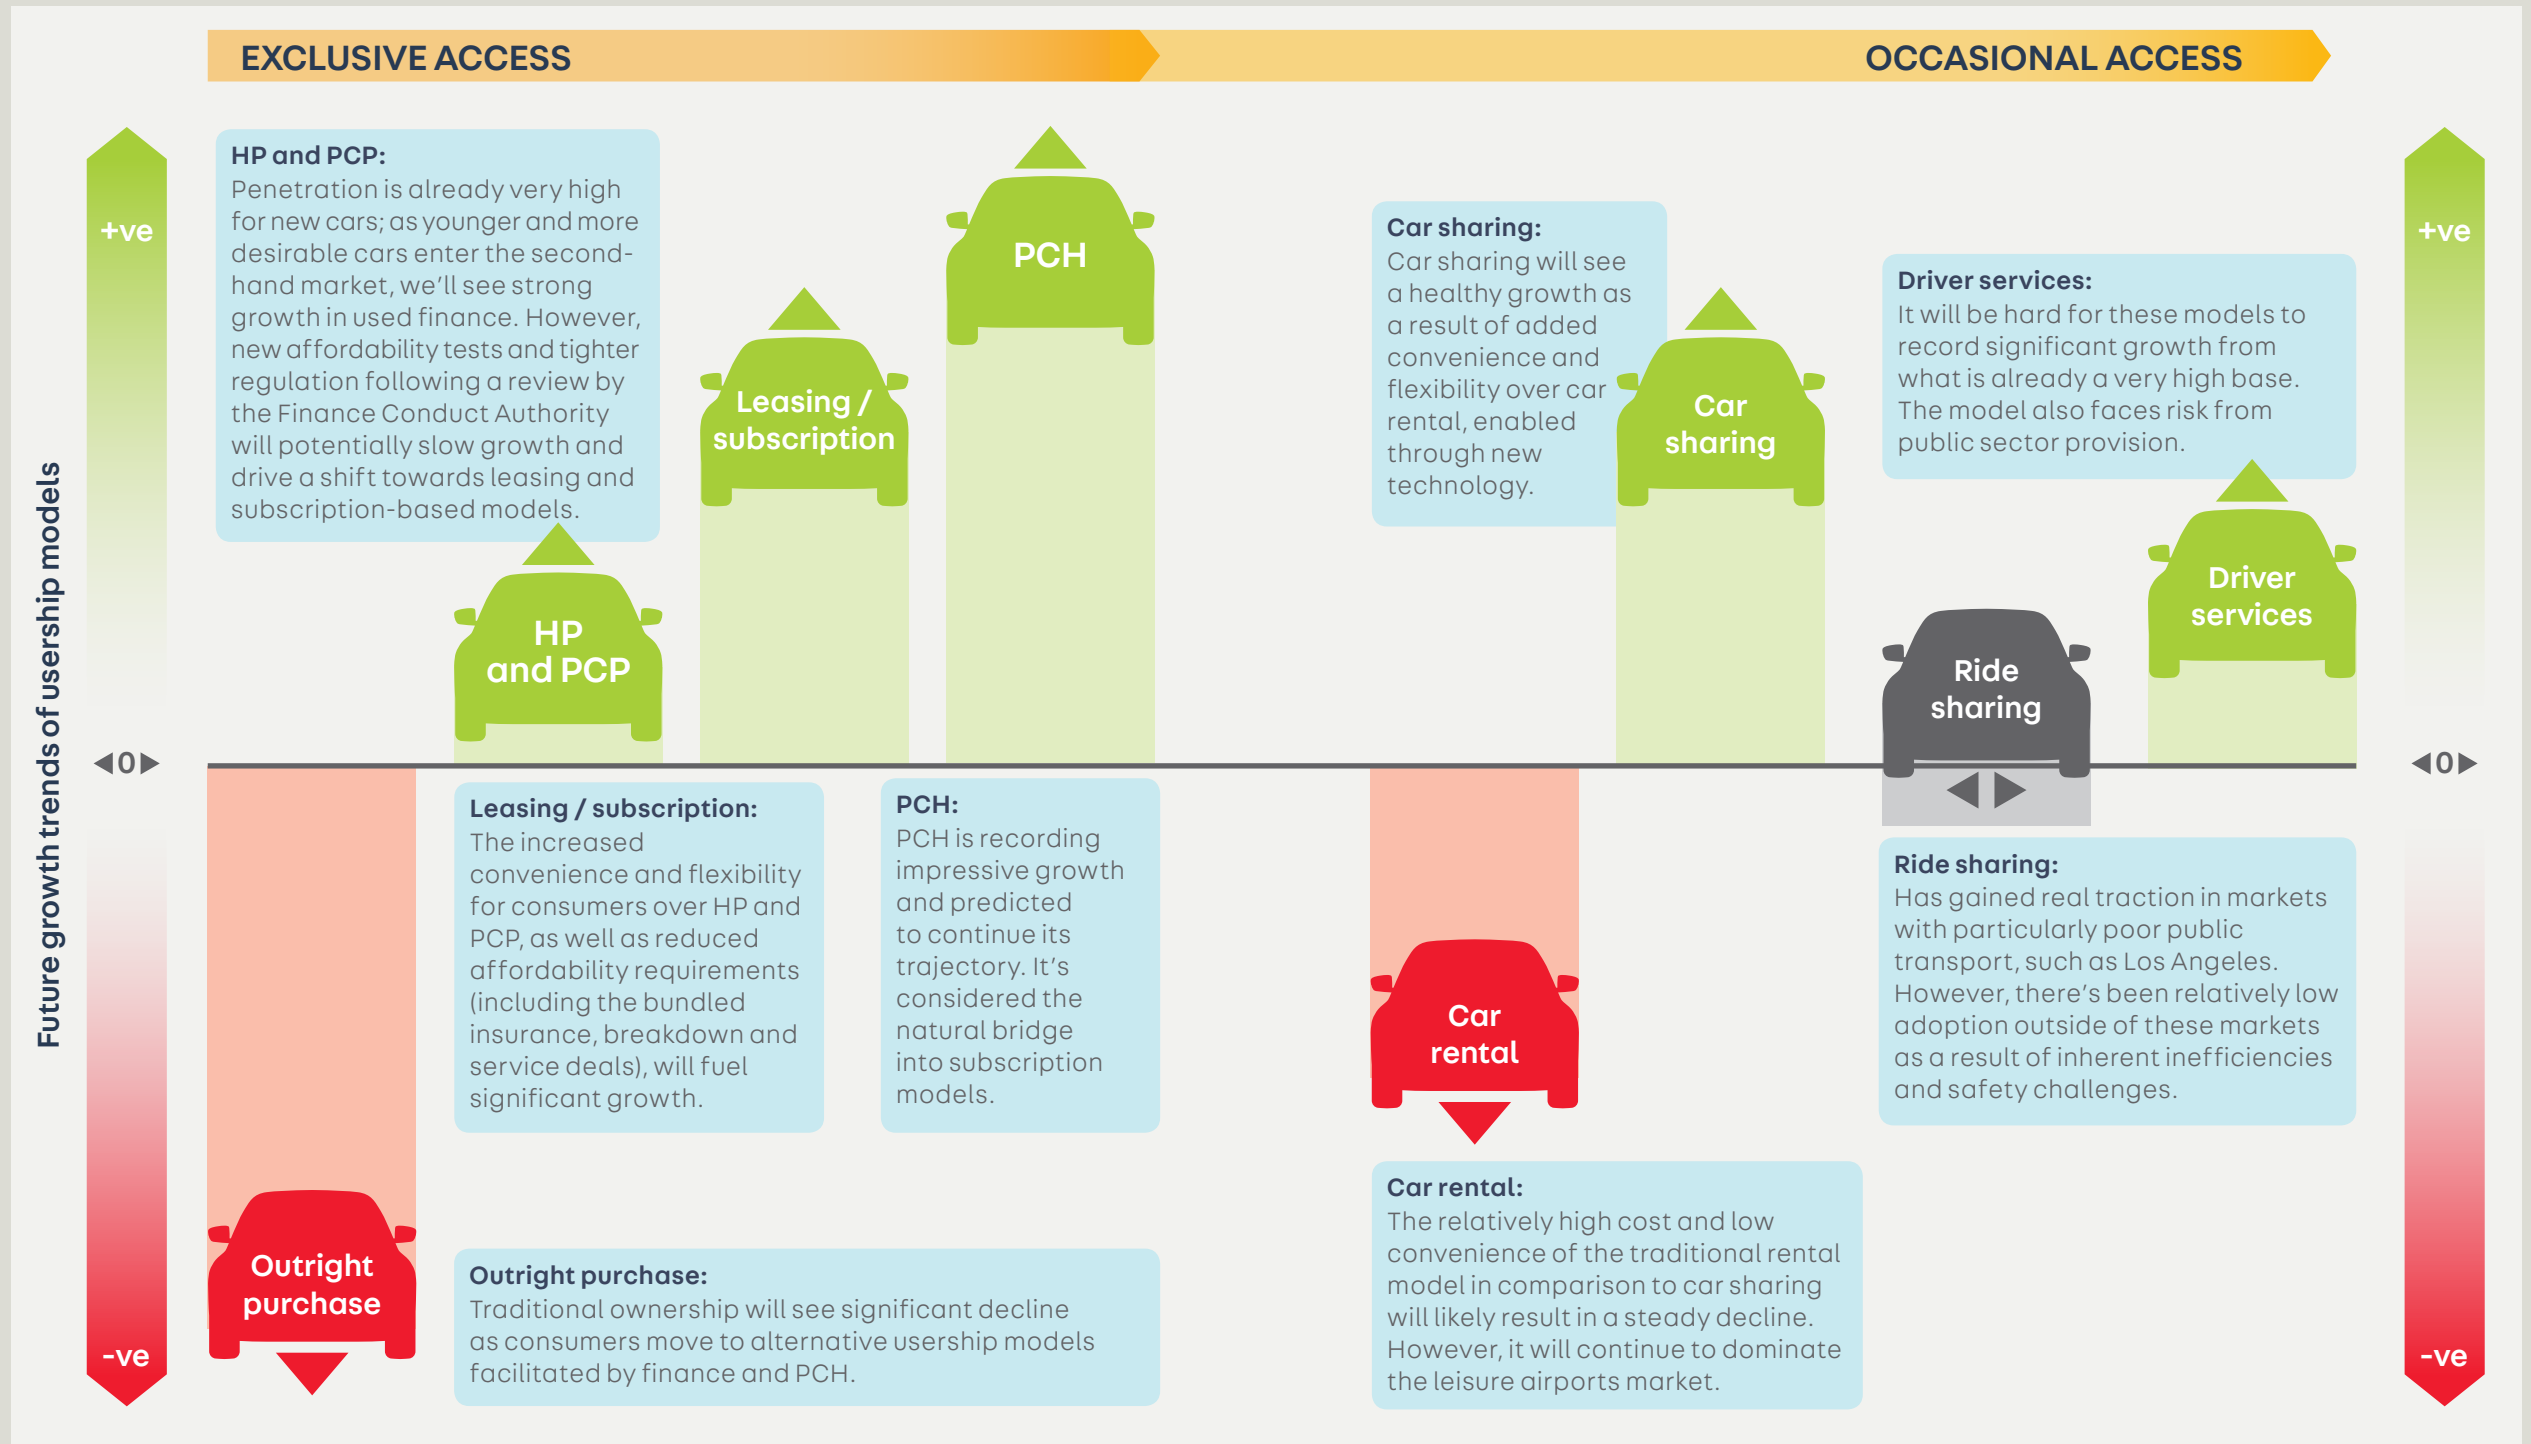 EXCLUSIVE ACCESS
OCCASIONAL ACCESS
Future growth trends of usership models
+ve
◀0▶
-ve
HP and PCP:
Penetration is already very high
for new cars; as younger and more
desirable cars enter the second-
hand market, we'll see strong
growth in used finance. However,
new affordability tests and tighter
regulation following a review by
the Finance Conduct Authority
will potentially slow growth and
drive a shift towards leasing and
subscription-based models.
HP
and PCP
Leasing /
subscription
PCH
Car sharing:
Car sharing will see
a healthy growth as
a result of added
convenience and
flexibility over car
rental, enabled
through new
technology.
Car
sharing
Driver services:
It will be hard for these models to
record significant growth from
what is already a very high base.
The model also faces risk from
public sector provision.
Ride
sharing
Driver
services
+ve
◀0▶
-ve
Leasing / subscription:
The increased
convenience and flexibility
for consumers over HP and
PCP, as well as reduced
affordability requirements
(including the bundled
insurance, breakdown and
service deals), will fuel
significant growth.
PCH:
PCH is recording
impressive growth
and predicted
to continue its
trajectory. It's
considered the
natural bridge
into subscription
models.
Car
rental
Ride sharing:
Has gained real traction in markets
with particularly poor public
transport, such as Los Angeles.
However, there's been relatively low
adoption outside of these markets
as a result of inherent inefficiencies
and safety challenges.
Outright
purchase
Outright purchase:
Traditional ownership will see significant decline
as consumers move to alternative usership models
facilitated by finance and PCH.
Car rental:
The relatively high cost and low
convenience of the traditional rental
model in comparison to car sharing
will likely result in a steady decline.
However, it will continue to dominate
the leisure airports market.